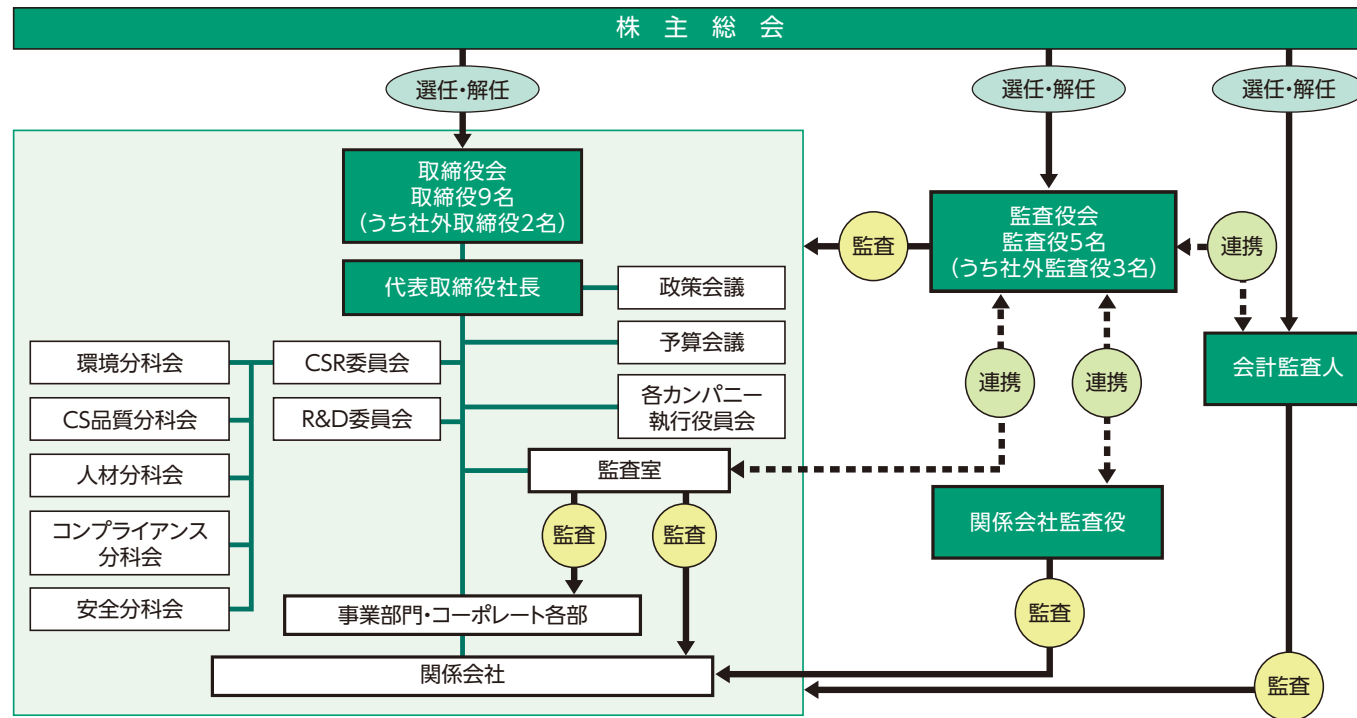 株主総会
選任・解任
選任・解任
選任・解任
取締役会
取締役9名
(うち社外取締役2名)
監査役会
監査役5名
(うち社外監査役3名)
監査
連携
代表取締役社長
政策会議
予算会議
環境分科会
CSR委員会
会計監査人
連携
連携
各カンパニー
執行役員会
CS品質分科会
R&D委員会
人材分科会
監査室
コンプライアンス
分科会
監査
監査
関係会社監査役
安全分科会
事業部門・コーポレート各部
監査
関係会社
監査